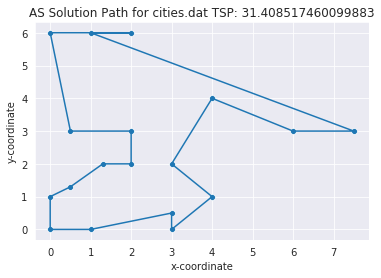 AS Solution Path for cities.dat TSP: 31.408517460099883
6
5
4
3
2
1
0
y-coordinate
0 1 2 3 4 5 6 7
x-coordinate